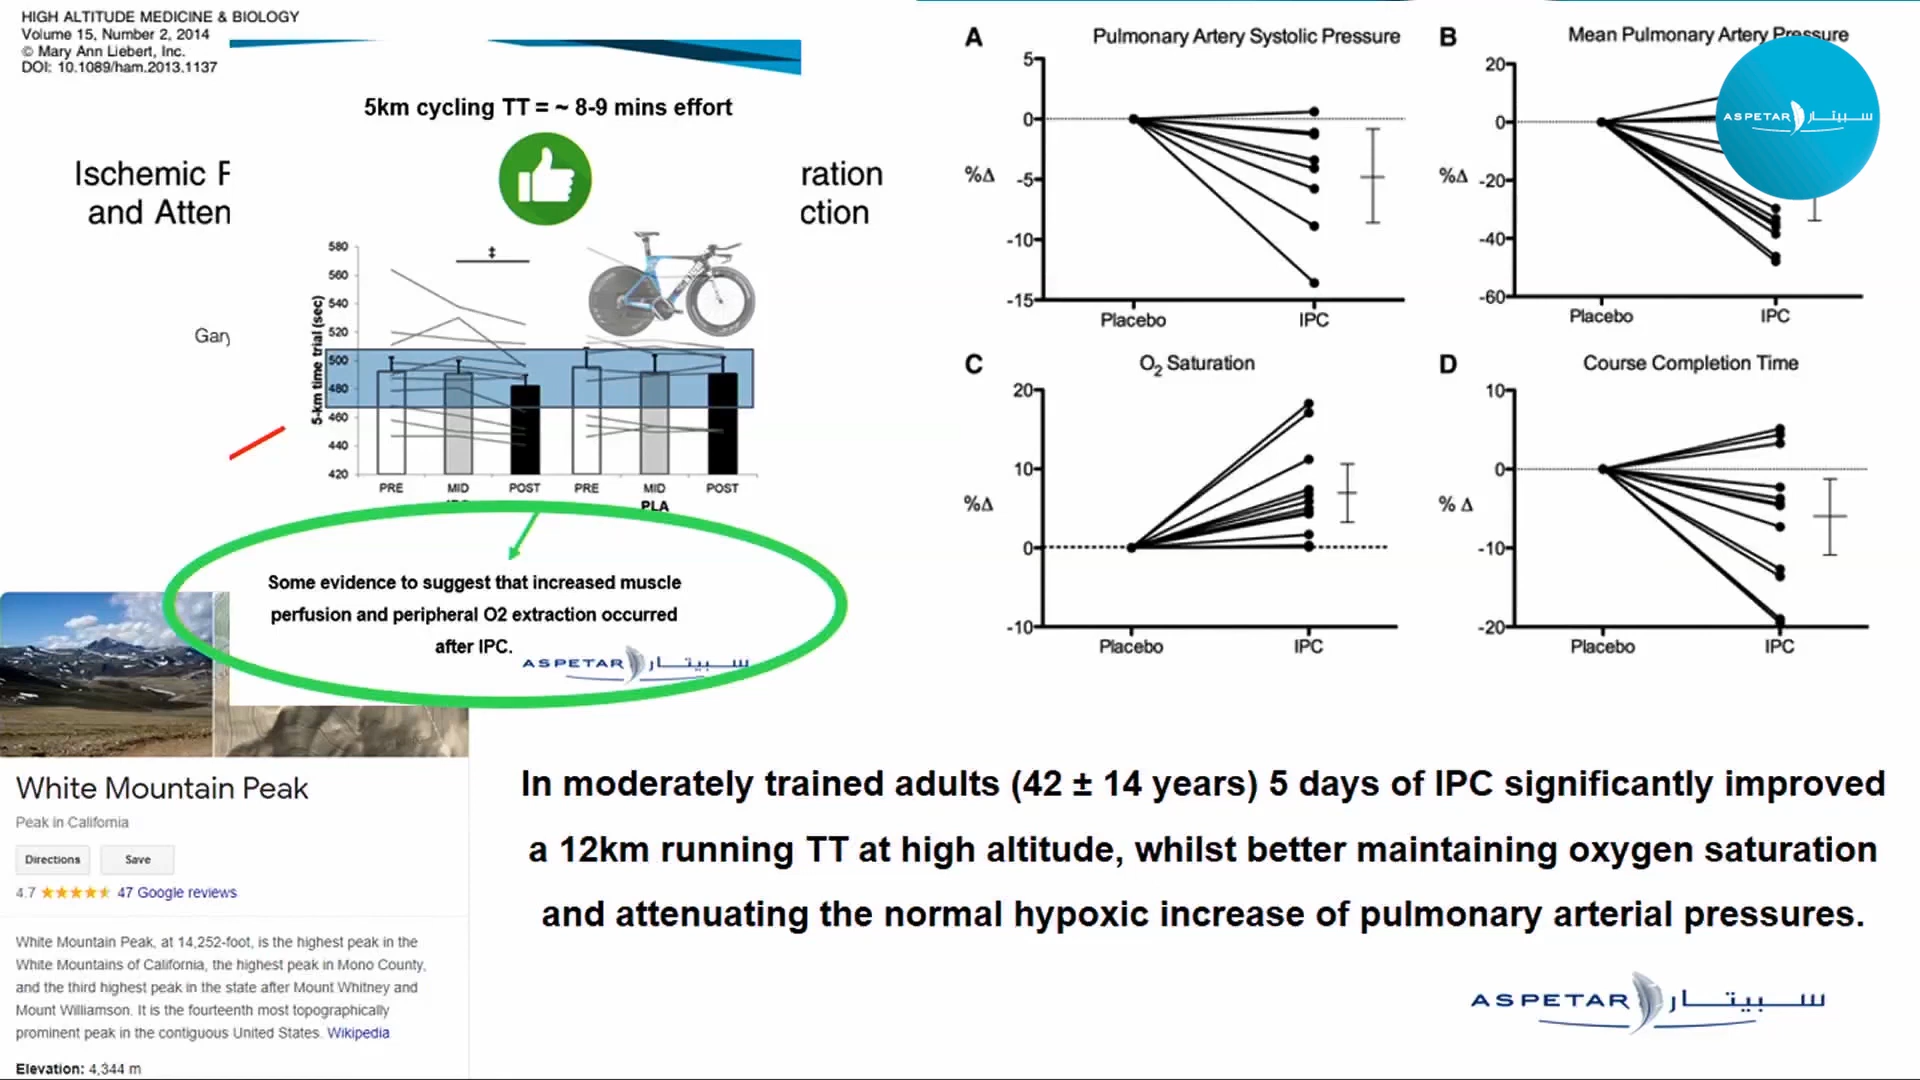 HIGH ALTITUDE MEDICINE & BIOLOGY
Volume 15, Number 2, 2014
© Mary Ann Liebert, Inc.
DOI: 10.1089/ham.2013.1137
Ischemic
ration
and
ction
Gary
5km cycling TT = ~ 8-9 mins effort
‡
5-km time trial (sec)
580
560
540
520
500
480
460
440
420
PRE MID POST PRE MID POST
PLA
Some evidence to suggest that increased muscle
perfusion and peripheral O2 extraction occurred
after IPC.
ASPETAR سبيتار
A Pulmonary Artery Systolic Pressure
%Δ
5
0
-5
-10
-15
Placebo IPC
B Mean Pulmonary Artery Pressure
%Δ
20
0
-20
-40
-60
Placebo IPC
ASPETAR سبيتار
C O2 Saturation
%Δ
20
10
0
-10
Placebo IPC
D Course Completion Time
% Δ
10
0
-10
-20
Placebo IPC
White Mountain Peak
Peak in California
Directions Save
4.7 47 Google reviews
White Mountain Peak, at 14,252-foot, is the highest peak in the
White Mountains of California, the highest peak in Mono County,
and the third highest peak in the state after Mount Whitney and
Mount Williamson. It is the fourteenth most topographically
prominent peak in the contiguous United States. Wikipedia
Elevation: 4,344 m
In moderately trained adults (42 ± 14 years) 5 days of IPC significantly improved
a 12km running TT at high altitude, whilst better maintaining oxygen saturation
and attenuating the normal hypoxic increase of pulmonary arterial pressures.
ASPETAR سبيتار